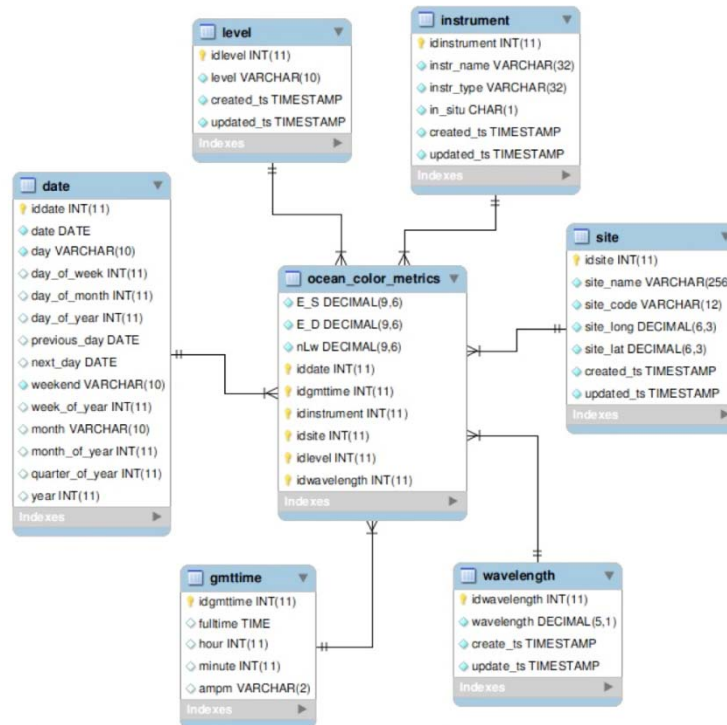 level
idlevel INT(11)
level VARCHAR(10)
created_ts TIMESTAMP
updated_ts TIMESTAMP
Indexes
instrument
idinstrument INT(11)
instr_name VARCHAR(32)
instr_type VARCHAR(32)
in_situ CHAR(1)
created_ts TIMESTAMP
updated_ts TIMESTAMP
Indexes
date
iddate INT(11)
date DATE
day VARCHAR(10)
day_of_week INT(11)
day_of_month INT(11)
day_of_year INT(11)
previous_day DATE
next_day DATE
weekend VARCHAR(10)
week_of_year INT(11)
month VARCHAR(10)
month_of_year INT(11)
quarter_of_year INT(11)
year INT(11)
Indexes
ocean_color_metrics
E_S DECIMAL(9,6)
E_D DECIMAL(9,6)
nLw DECIMAL(9,6)
iddate INT(11)
idgmttime INT(11)
idinstrument INT(11)
idsite INT(11)
idlevel INT(11)
idwavelength INT(11)
Indexes
site
idsite INT(11)
site_name VARCHAR(256
site_code VARCHAR(12)
site_long DECIMAL(6,3)
site_lat DECIMAL(6,3)
created_ts TIMESTAMP
updated_ts TIMESTAMP
Indexes
gmttime
idgmttime INT(11)
fulltime TIME
hour INT(11)
minute INT(11)
ampm VARCHAR(2)
Indexes
wavelength
idwavelength INT(11)
wavelength DECIMAL(5,1)
create_ts TIMESTAMP
update_ts TIMESTAMP
Indexes